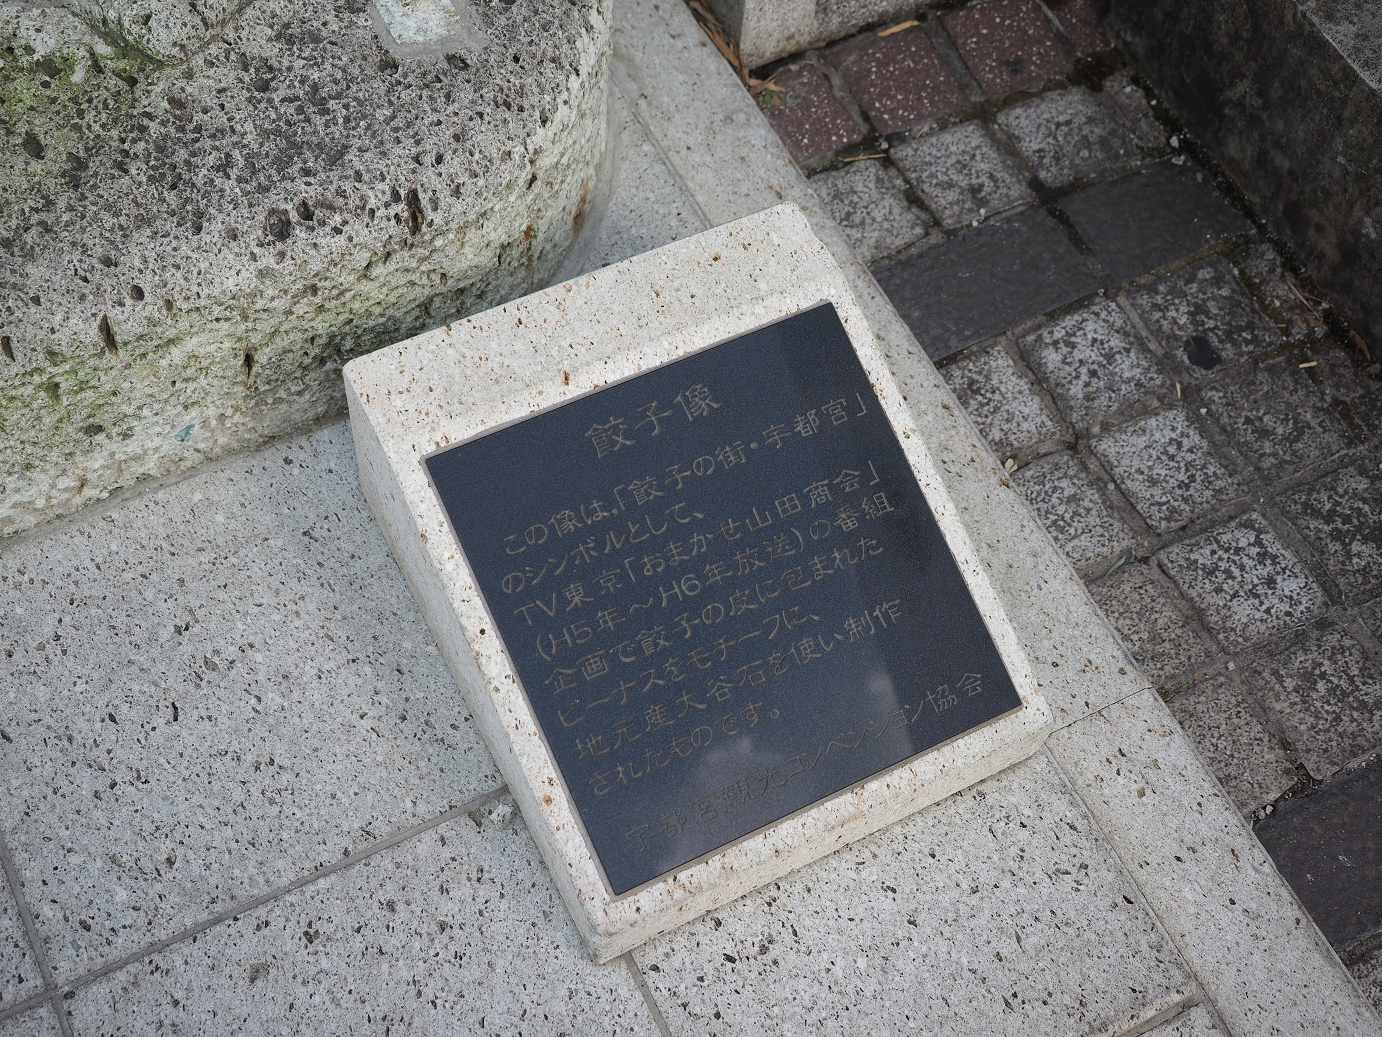 餃子像
この像は、「餃子の街・宇都宮」
のシンボルとして、
TV東京「おまかせ山田商会」
(H5年～H6年放送)の番組
企画で餃子の皮に包まれた
ビーナスをモチーフに、
地元産大谷石を使い制作
されたものです。
宇都宮観光コンベンション協会